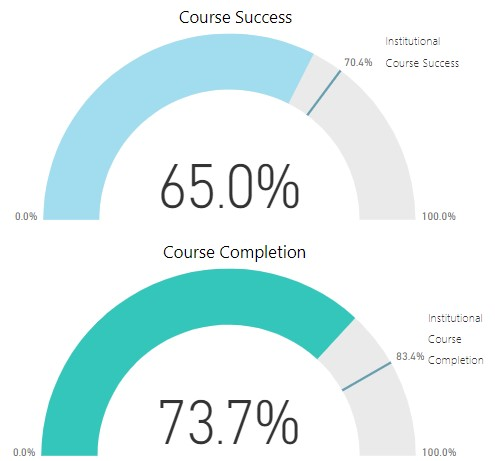 Course Success
Institutional
70.4%
Course Success
65.0%
0.0%
100.0%
Course Completion
Institutional
Course
83.4%
Completion
73.7%
0.0%
100.0%